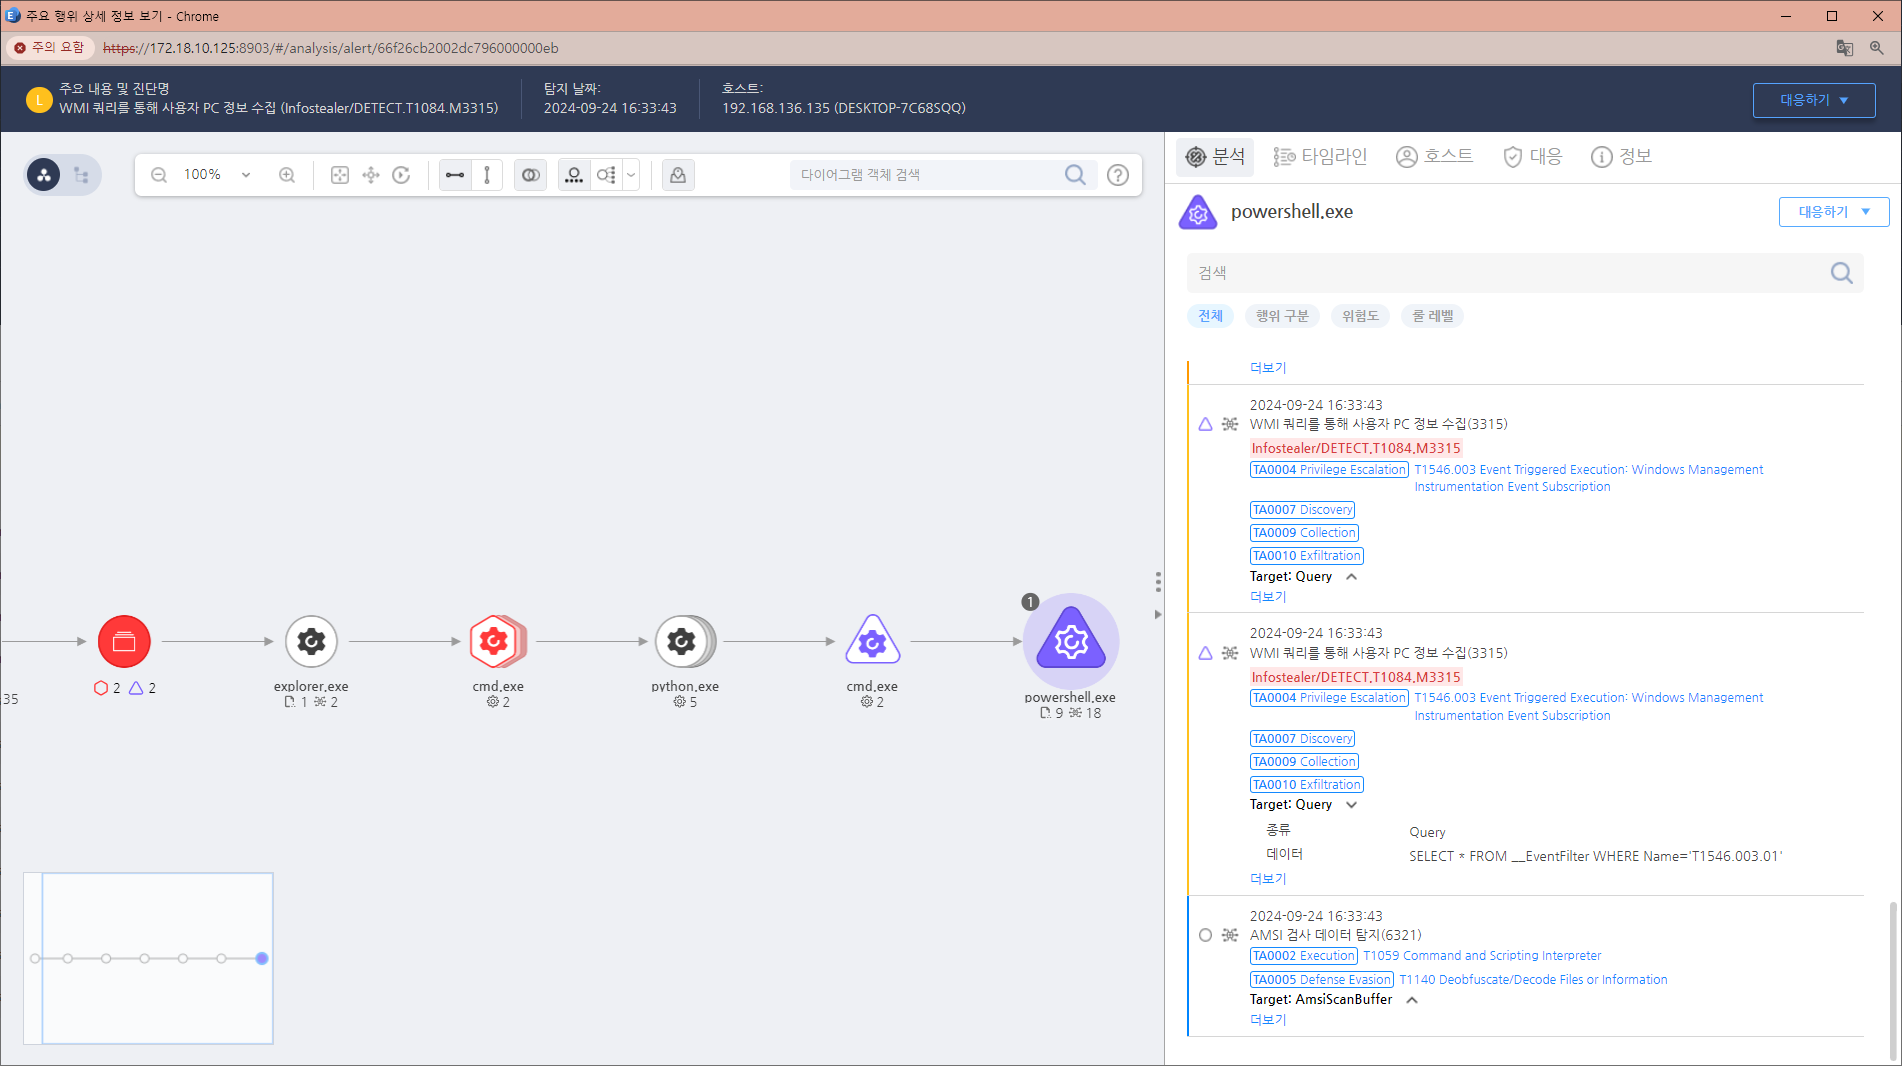 주요 행위 상세 정보 보기 - Chrome
주의 요함 https://172.18.10.125:8903/#/analysis/alert/66f26cb2002dc796000000eb
L
주요 내용 및 진단명
WMI 쿼리를 통해 사용자 PC 정보 수집 (Infostealer/DETECT.T1084.M3315)
탐지 날짜:
2024-09-24 16:33:43
호스트:
192.168.136.135 (DESKTOP-7C68SQQ)
대응하기
100%
다이어그램 객체 검색
35
2 2
explorer.exe
1 2
cmd.exe
2
python.exe
5
cmd.exe
2
1
powershell.exe
9 18
분석 타임라인 호스트 대응 정보
powershell.exe
대응하기
검색
전체 행위 구분 위험도 룰 레벨
더보기
2024-09-24 16:33:43
WMI 쿼리를 통해 사용자 PC 정보 수집(3315)
Infostealer/DETECT.T1084.M3315
TA0004 Privilege Escalation T1546.003 Event Triggered Execution: Windows Management
Instrumentation Event Subscription
TA0007 Discovery
TA0009 Collection
TA0010 Exfiltration
Target: Query
더보기
2024-09-24 16:33:43
WMI 쿼리를 통해 사용자 PC 정보 수집(3315)
Infostealer/DETECT.T1084.M3315
TA0004 Privilege Escalation T1546.003 Event Triggered Execution: Windows Management
Instrumentation Event Subscription
TA0007 Discovery
TA0009 Collection
TA0010 Exfiltration
Target: Query
종류 Query
데이터 SELECT * FROM __EventFilter WHERE Name='T1546.003.01'
더보기
2024-09-24 16:33:43
AMSI 검사 데이터 탐지(6321)
TA0002 Execution T1059 Command and Scripting Interpreter
TA0005 Defense Evasion T1140 Deobfuscate/Decode Files or Information
Target: AmsiScanBuffer
더보기